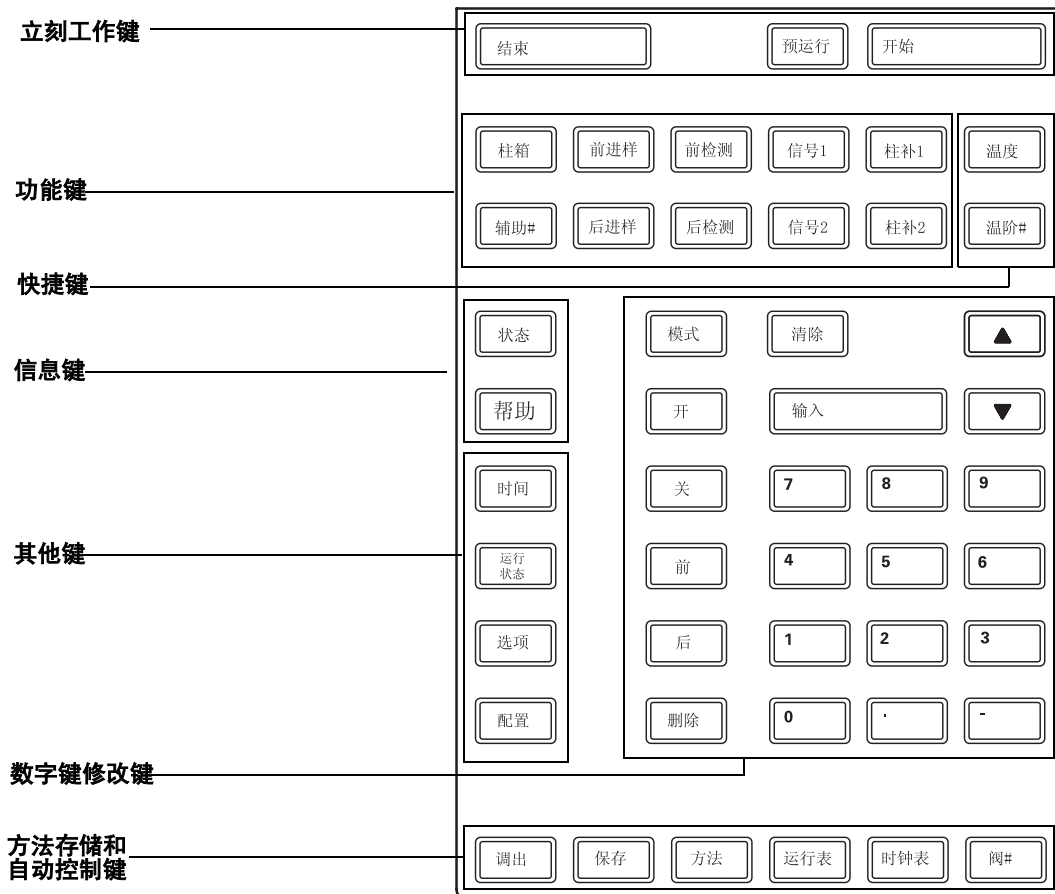 立刻工作键
结束 预运行 开始
柱箱 前进样 前检测 信号1 柱补1 温度
功能键
辅助# 后进样 后检测 信号2 柱补2 温阶#
快捷键
状态 模式 清除 ▲
信息键
帮助 开 输入 ▼
时间 关 7 8 9
其他键
运行
状态
前 4 5 6
选项 后 1 2 3
配置 删除 0 . -
数字键修改键
方法存储和
自动控制键
调出 保存 方法 运行表 时钟表 阀#